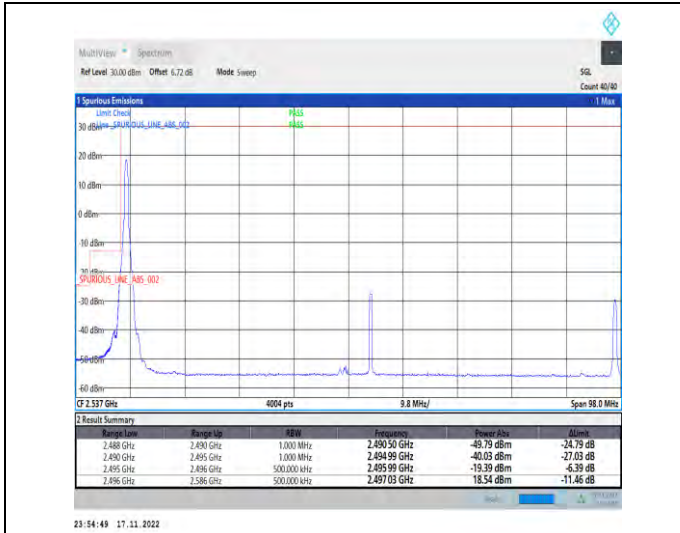 MultiView Spectrum
Ref Level 30.00 dBm Offset 6.72 dB Mode Sweep SGL
Count 40/40
1 Spurious Emissions 1 Max
Limit Check PASS
30 dBm Line _SPURIOUS_LINE_ABS_002 PASS
20 dBm
10 dBm
0 dBm
-10 dBm
-20 dBm
_SPURIOUS_LINE_ABS_002
-30 dBm
-40 dBm
-50 dBm
-60 dBm
CF 2.537 GHz 4004 pts 9.8 MHz/ Span 98.0 MHz
2 Result Summary
Range Low Range Up RBW Frequency Power Abs ΔLimit
2.488 GHz 2.490 GHz 1.000 MHz 2.490 50 GHz -49.79 dBm -24.79 dB
2.490 GHz 2.495 GHz 1.000 MHz 2.494 99 GHz -40.03 dBm -27.03 dB
2.495 GHz 2.496 GHz 500.000 kHz 2.495 99 GHz -19.39 dBm -6.39 dB
2.496 GHz 2.586 GHz 500.000 kHz 2.497 03 GHz 18.54 dBm -11.46 dB
23:54:49 17.11.2022